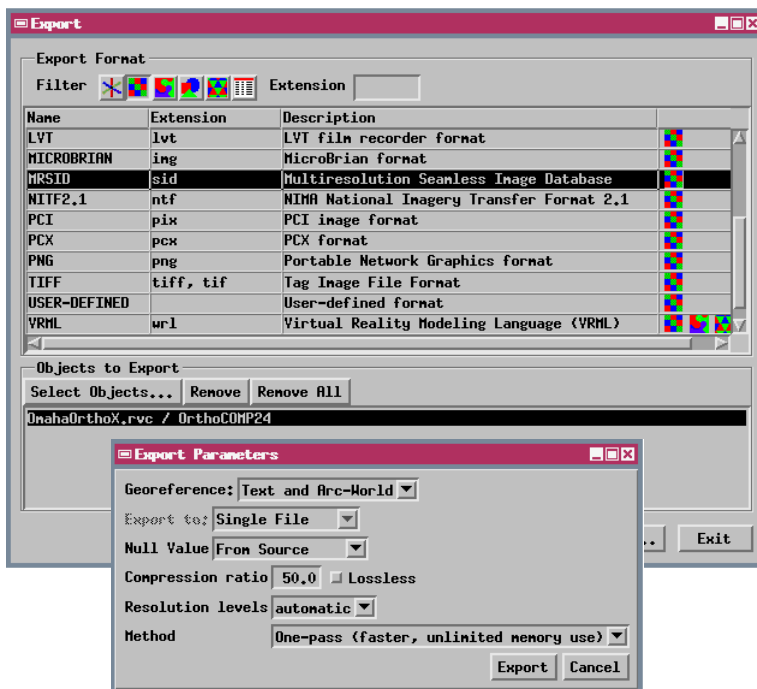 Export
Export Format
Filter Extension
Name Extension Description
LVT lvt LVT film recorder format
MICROBRIAN img MicroBrian format
MRSID sid Multiresolution Seamless Image Database
NITF2.1 ntf NIMA National Imagery Transfer Format 2.1
PCI pix PCI image format
PCX pcx PCX format
PNG png Portable Network Graphics format
TIFF tiff, tif Tag Image File Format
USER-DEFINED User-defined format
VRML wrl Virtual Reality Modeling Language (VRML)
Objects to Export
Select Objects... Remove Remove All
OmahaOrthoX.rvc / OrthoCOMP24
.. Exit
Export Parameters
Georeference: Text and Arc-World
Export to: Single File
Null Value From Source
Compression ratio 50.0 Lossless
Resolution levels automatic
Method One-pass (faster, unlimited memory use)
Export Cancel